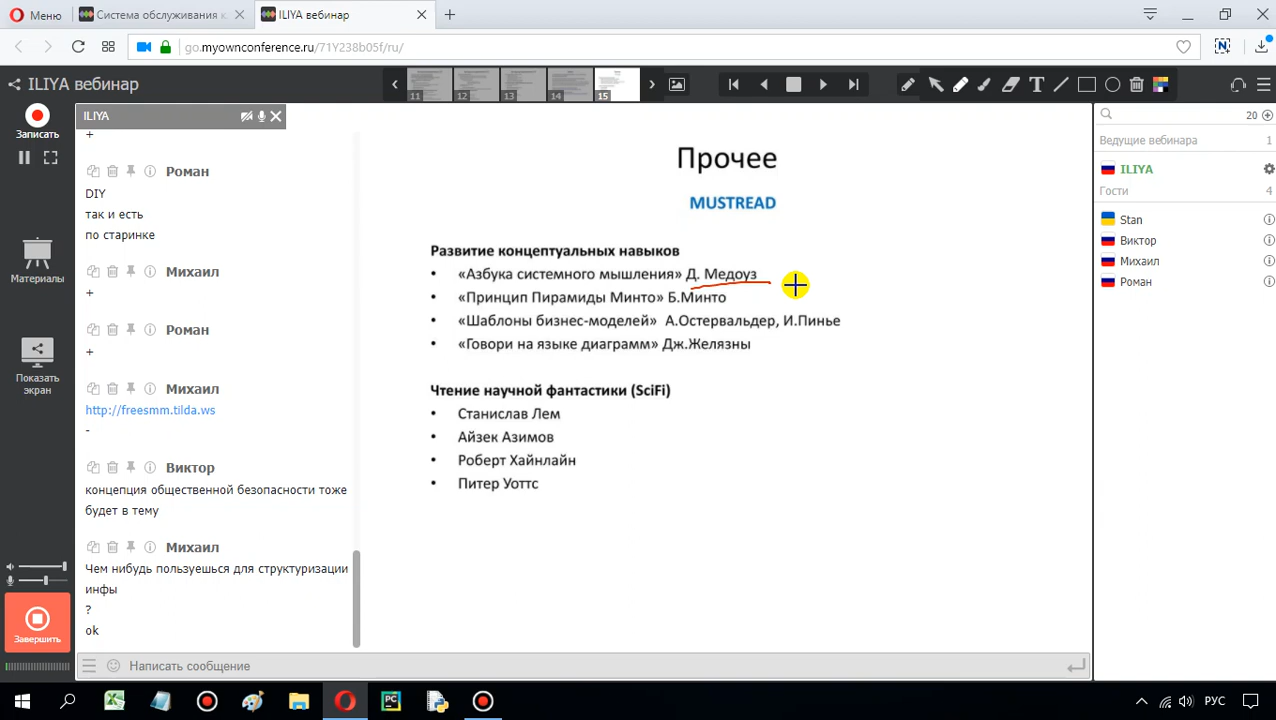 Меню
Система обслуживания к
ILIYA вебинар
go.myownconference.ru/71Y238b05f/ru/
ILIYA вебинар
11
12
13
14
15
T
Записать
Материалы
Показать
экран
Завершить
ILIYA
+
Роман
DIY
так и есть
по старинке
Михаил
+
Роман
+
Михаил
http://freesmm.tilda.ws
-
Виктор
концепция общественной безопасности тоже
будет в тему
Михаил
Чем нибудь пользуешься для структуризации
инфы
?
ok
Написать сообщение
Прочее
MUSTREAD
Развитие концептуальных навыков
• «Азбука системного мышления» Д. Медоуз
• «Принцип Пирамиды Минто» Б.Минто
• «Шаблоны бизнес-моделей» А.Остервальдер, И.Пинье
• «Говори на языке диаграмм» Дж.Желязны
Чтение научной фантастики (SciFi)
• Станислав Лем
• Айзек Азимов
• Роберт Хайнлайн
• Питер Уоттс
20
Ведущие вебинара 1
ILIYA
Гости 4
Stan
Виктор
Михаил
Роман
РУС